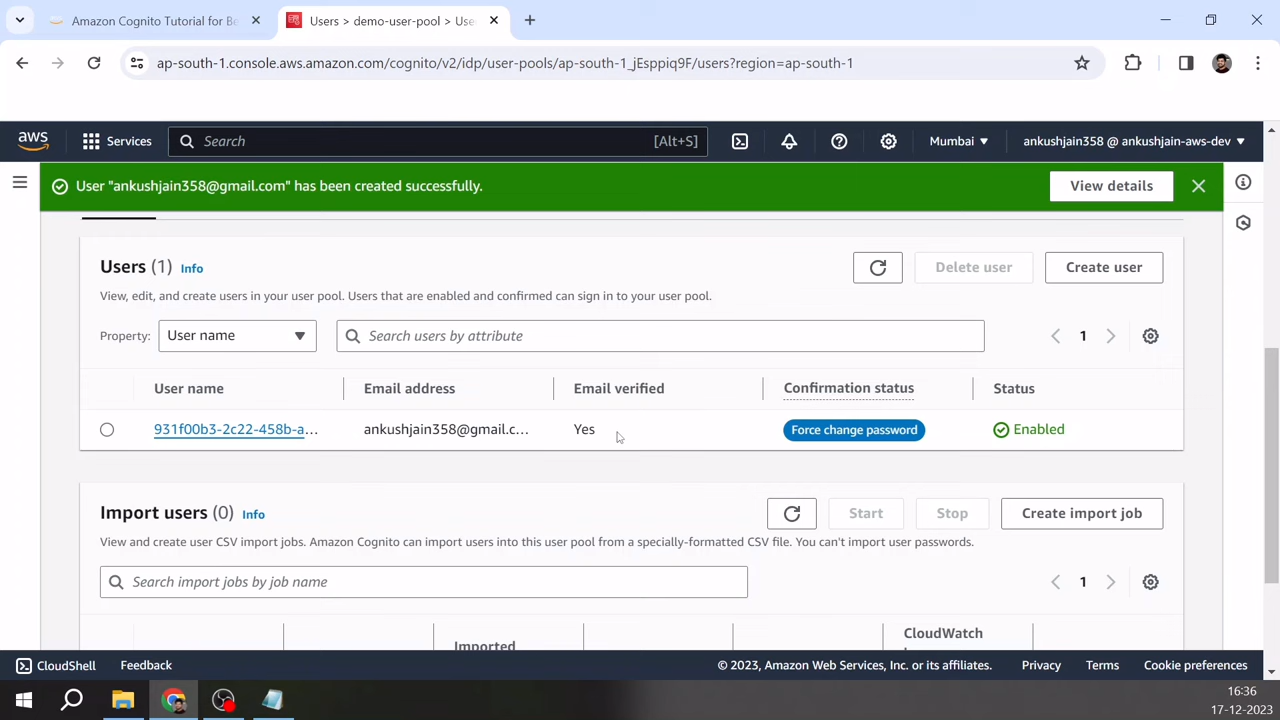 Amazon Cognito Tutorial for Be
Users > demo-user-pool > Use
ap-south-1.console.aws.amazon.com/cognito/v2/idp/user-pools/ap-south-1_jEsppiq9F/users?region=ap-south-1
aws Services Search [Alt+S] Mumbai ankushjain358 @ ankushjain-aws-dev
User "ankushjain358@gmail.com" has been created successfully. View details
Users (1) Info Delete user Create user
View, edit, and create users in your user pool. Users that are enabled and confirmed can sign in to your user pool.
Property: User name Search users by attribute 1
User name Email address Email verified Confirmation status Status
931f00b3-2c22-458b-a... ankushjain358@gmail.c... Yes Force change password Enabled
Import users (0) Info Start Stop Create import job
View and create user CSV import jobs. Amazon Cognito can import users into this user pool from a specially-formatted CSV file. You can't import user passwords.
Search import jobs by job name 1
Imported CloudWatch
CloudShell Feedback © 2023, Amazon Web Services, Inc. or its affiliates. Privacy Terms Cookie preferences
16:36
17-12-2023